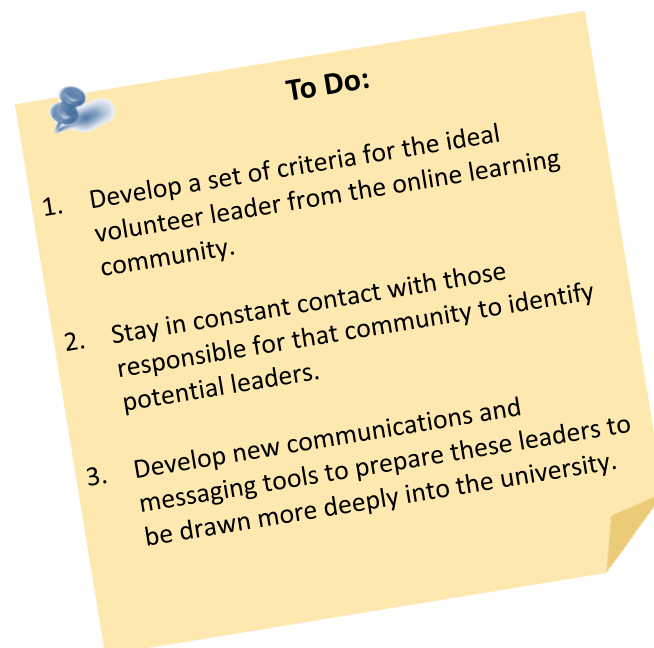 To Do:
1. Develop a set of criteria for the ideal
volunteer leader from the online learning
community.
2. Stay in constant contact with those
responsible for that community to identify
potential leaders.
3. Develop new communications and
messaging tools to prepare these leaders to
be drawn more deeply into the university.